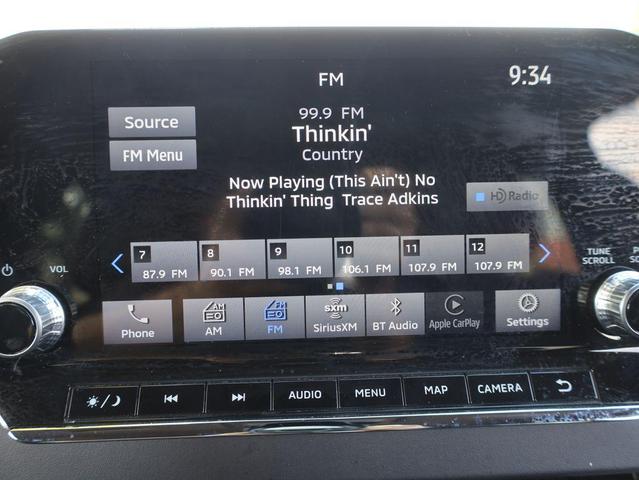 FM
9:34
99.9 FM
Source
Thinkin'
FM Menu
Country
Now Playing (This Ain't) No
Thinkin' Thing Trace Adkins
HD Radio
7 8 9 10 11 12
87.9 FM 90.1 FM 98.1 FM 106.1 FM 107.9 FM 107.9 FM
VOL
TUNE
SCROLL
Phone
AM
AM
FM
FM
sxm
SiriusXM
BT Audio
Apple CarPlay
Settings
AUDIO
MENU
MAP
CAMERA